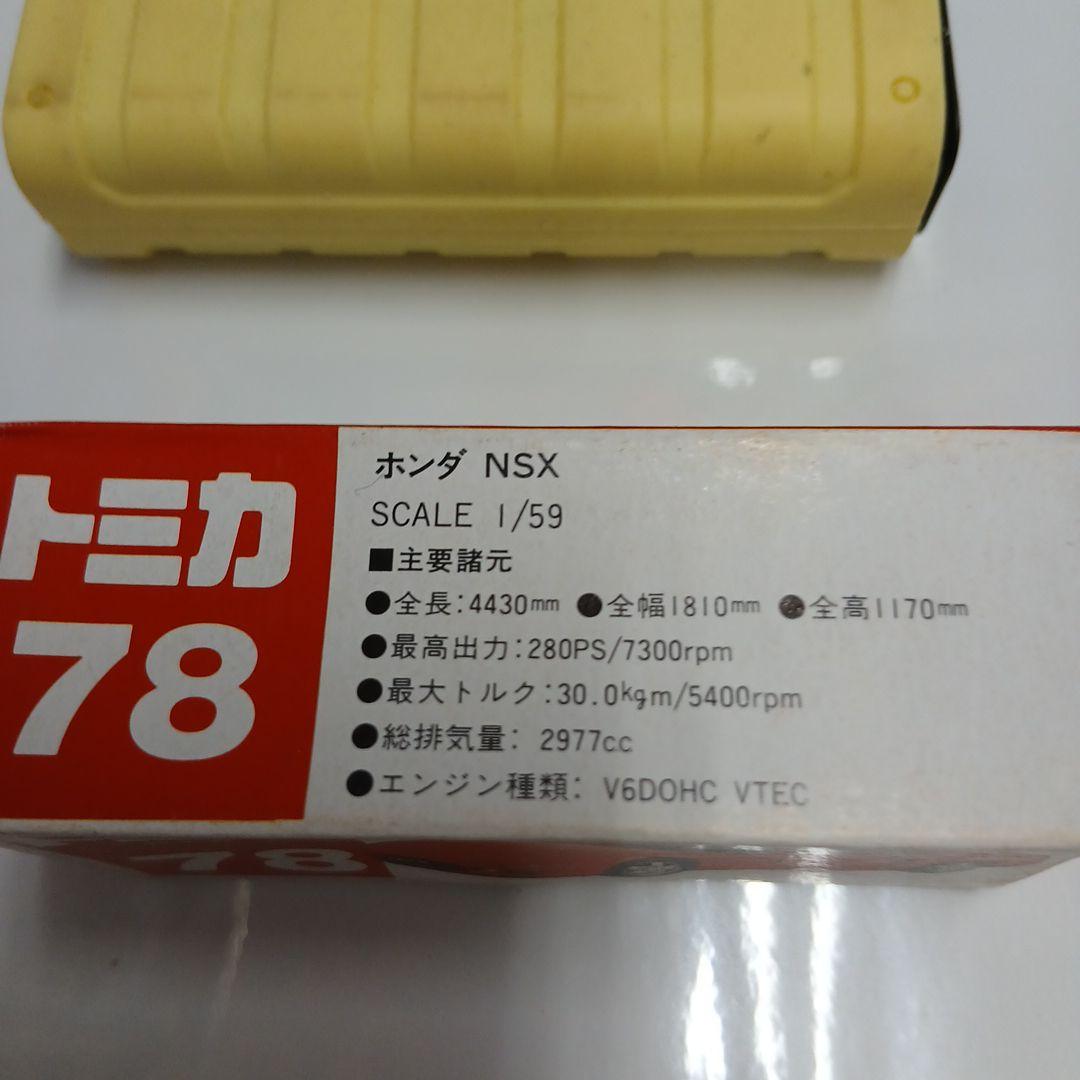 トミカ
78
ホンダ NSX
SCALE 1/59
■主要諸元
●全長:4430mm ●全幅1810mm ●全高1170mm
●最高出力:280PS/7300rpm
●最大トルク:30.0kgm/5400rpm
●総排気量: 2977cc
●エンジン種類: V6DOHC VTEC
78